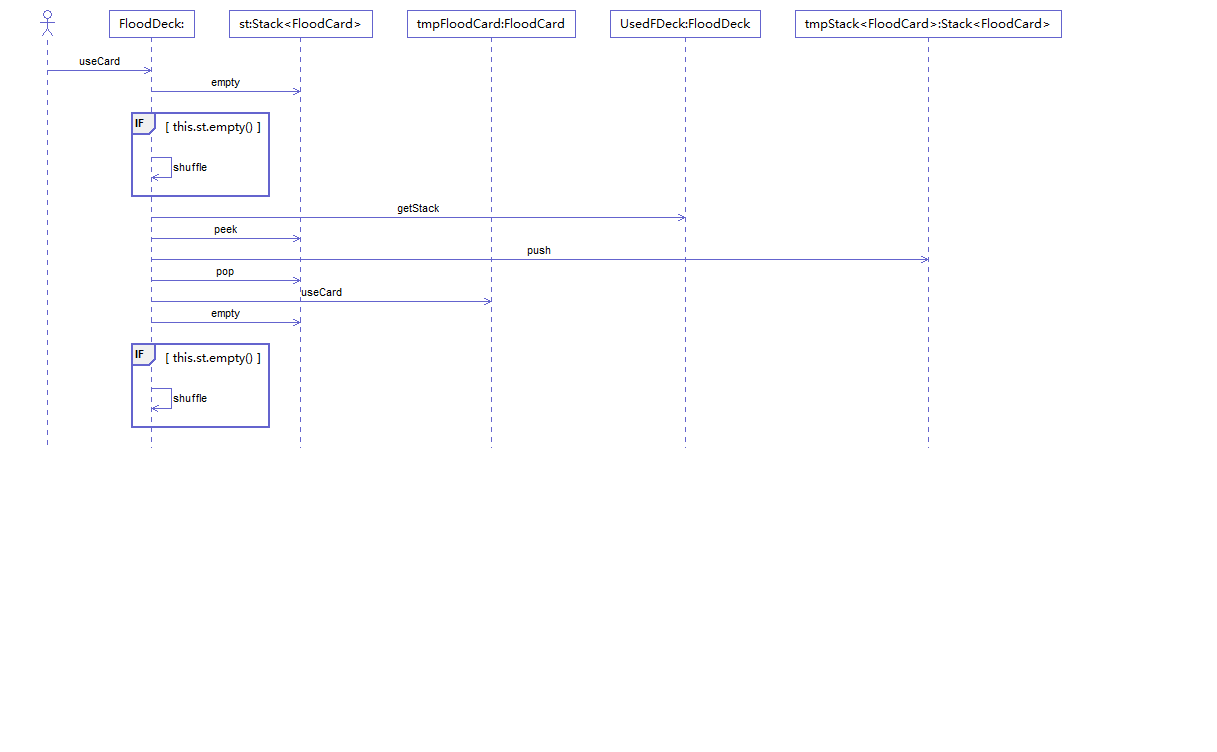 FloodDeck:
st:Stack<FloodCard>
tmpFloodCard:FloodCard
UsedFDeck:FloodDeck
tmpStack<FloodCard>:Stack<FloodCard>
useCard
empty
IF [ this.st.empty() ]
shuffle
getStack
peek
push
pop
useCard
empty
IF [ this.st.empty() ]
shuffle